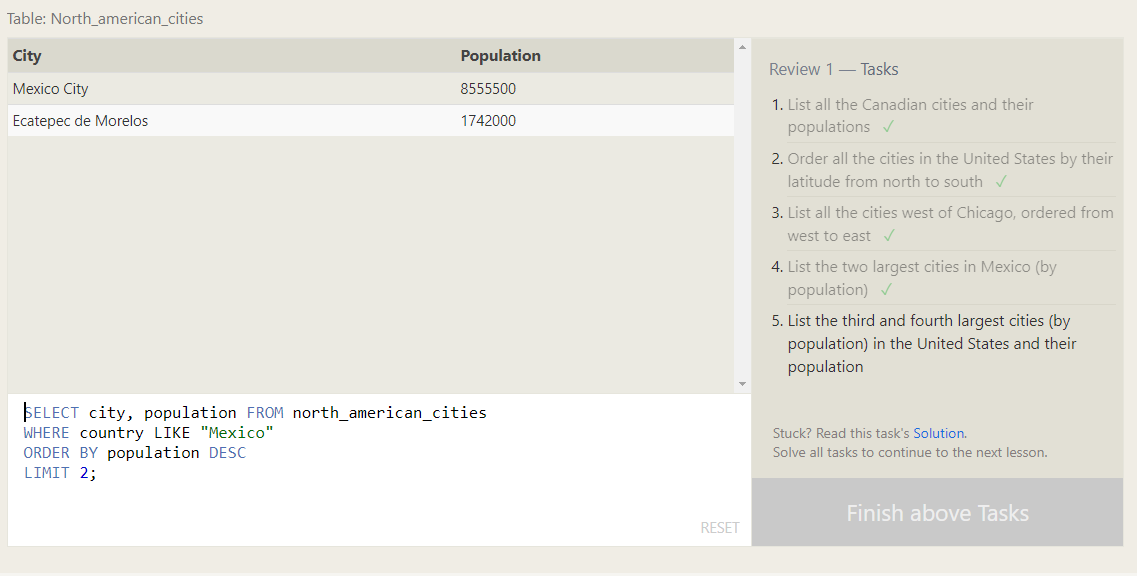 Table: North_american_cities
City Population
Mexico City 8555500
Ecatepec de Morelos 1742000
SELECT city, population FROM north_american_cities
WHERE country LIKE "Mexico"
ORDER BY population DESC
LIMIT 2;
RESET
Review 1 — Tasks
1. List all the Canadian cities and their
populations ✓
2. Order all the cities in the United States by their
latitude from north to south ✓
3. List all the cities west of Chicago, ordered from
west to east ✓
4. List the two largest cities in Mexico (by
population) ✓
5. List the third and fourth largest cities (by
population) in the United States and their
population
Stuck? Read this task's Solution.
Solve all tasks to continue to the next lesson.
Finish above Tasks